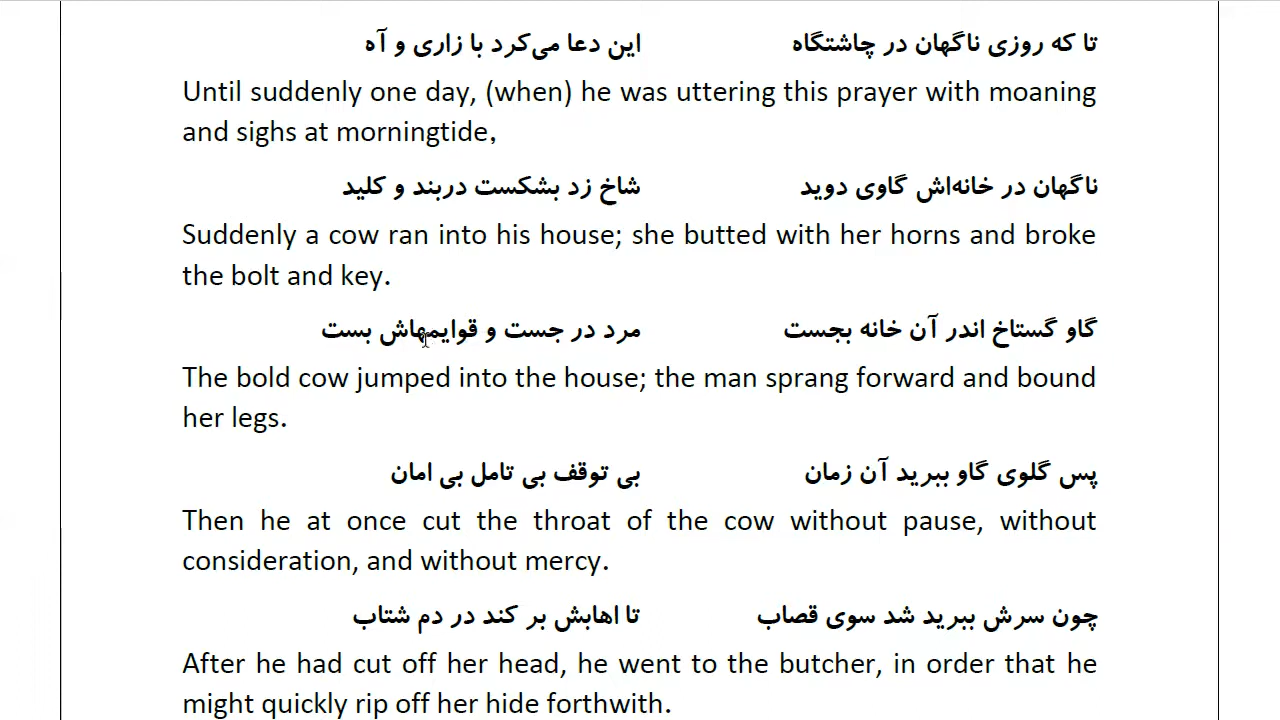 تا که روزی ناگهان در چاشتگاه این دعا می‌کرد با زاری و آه
Until suddenly one day, (when) he was uttering this prayer with moaning
and sighs at morningtide,
ناگهان در خانه‌اش گاوی دوید شاخ زد بشکست دربند و کلید
Suddenly a cow ran into his house; she butted with her horns and broke
the bolt and key.
گاو گستاخ اندر آن خانه بجست مرد در جست و قوایمهاش بست
The bold cow jumped into the house; the man sprang forward and bound
her legs.
پس گلوی گاو ببرید آن زمان بی توقف بی تامل بی امان
Then he at once cut the throat of the cow without pause, without
consideration, and without mercy.
چون سرش ببرید شد سوی قصاب تا اهابش بر کند در دم شتاب
After he had cut off her head, he went to the butcher, in order that he
might quickly rip off her hide forthwith.